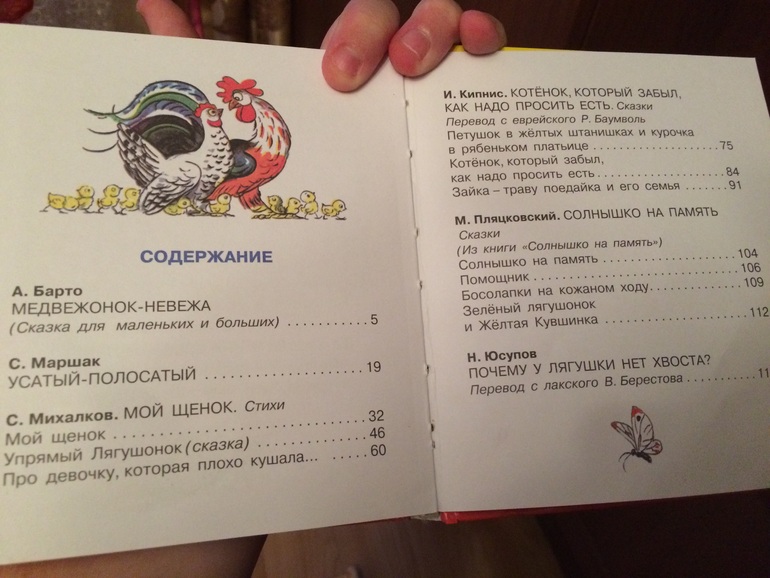 СОДЕРЖАНИЕ
А. Барто
МЕДВЕЖОНОК-НЕВЕЖА
(Сказка для маленьких и больших) ........... 5
С. Маршак
УСАТЫЙ-ПОЛОСАТЫЙ ...................... 19
С. Михалков. МОЙ ЩЕНОК. Стихи
Мой щенок ................................. 32
Упрямый Лягушонок (сказка) ............... 46
Про девочку, которая плохо кушала... ..... 60
И. Кипнис. КОТЁНОК, КОТОРЫЙ ЗАБЫЛ,
КАК НАДО ПРОСИТЬ ЕСТЬ. Сказки
Перевод с еврейского Р. Баумволь
Петушок в жёлтых штанишках и курочка
в рябеньком платьице ................... 75
Котёнок, который забыл,
как надо просить есть ................... 84
Зайка – траву поедайка и его семья ...... 91
М. Пляцковский. СОЛНЫШКО НА ПАМЯТЬ
Сказки
(Из книги «Солнышко на память»)
Солнышко на память .................... 104
Помощник .............................. 106
Босолапки на кожаном ходу ............. 109
Зелёный лягушонок
и Жёлтая Кувшинка ..................... 112
Н. Юсупов
ПОЧЕМУ У ЛЯГУШКИ НЕТ ХВОСТА?
Перевод с лакского В. Берестова ..........